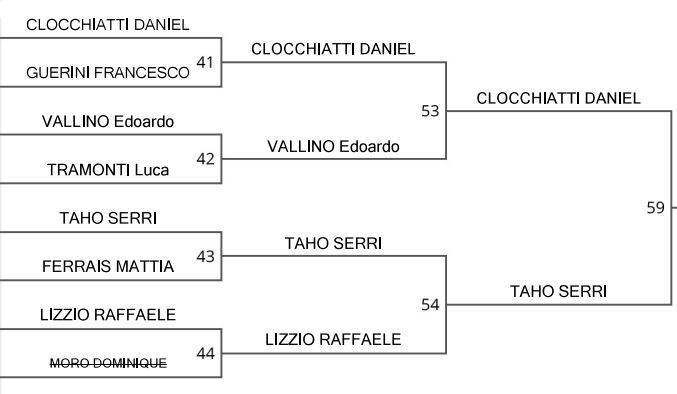 CLOCCHIATTI DANIEL
GUERINI FRANCESCO
41
VALLINO Edoardo
TRAMONTI Luca
42
TAHO SERRI
FERRAIS MATTIA
43
LIZZIO RAFFAELE
MORO DOMINIQUE
44
CLOCCHIATTI DANIEL
VALLINO Edoardo
53
TAHO SERRI
LIZZIO RAFFAELE
54
CLOCCHIATTI DANIEL
TAHO SERRI
59